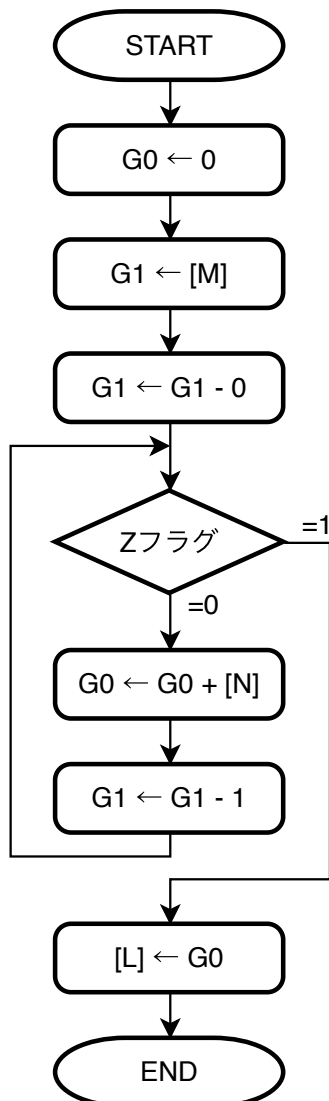 START
G0 ← 0
G1 ← [M]
G1 ← G1 - 0
Zフラグ
=1
=0
G0 ← G0 + [N]
G1 ← G1 - 1
[L] ← G0
END